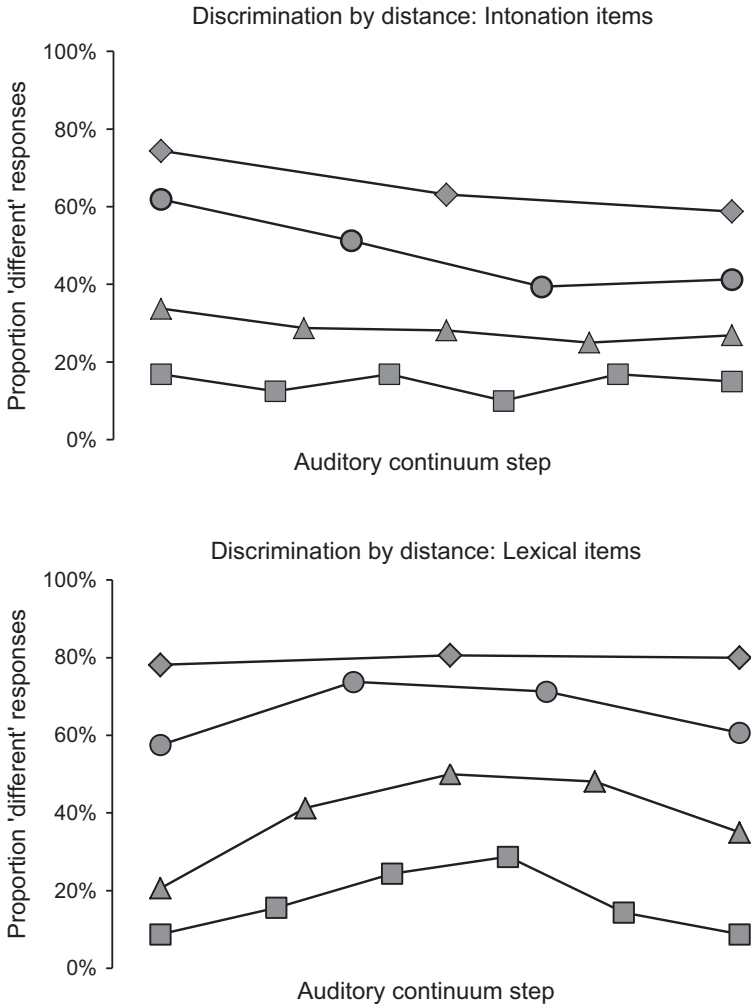 Discrimination by distance: Intonation items
100%
80%
60%
40%
20%
0%
Proportion 'different' responses
Auditory continuum step
Discrimination by distance: Lexical items
100%
80%
60%
40%
20%
0%
Proportion 'different' responses
Auditory continuum step